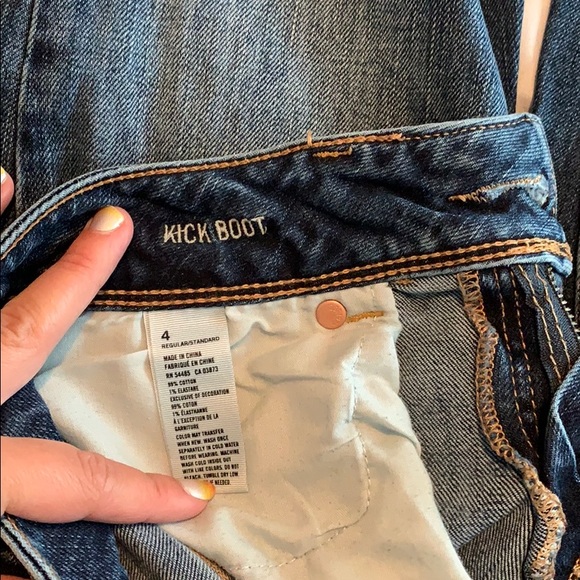 KICK BOOT
4
REGULAR/STANDARD
MADE IN CHINA
FABRIQUÉ EN CHINE
RN 54485 CA 03873
99% COTTON
1% ELASTANE
EXCLUSIVE OF DECORATION
99% COTON
1% ÉLASTHANNE
À L'EXCEPTION DE LA
GARNITURE
COLOR MAY TRANSFER
WHEN NEW. WASH ONCE
SEPARATELY IN COLD WATER
BEFORE WEARING. MACHINE
WASH COLD INSIDE OUT
WITH LIKE COLORS. DO NOT
BLEACH. TUMBLE DRY LOW
IF NEEDED